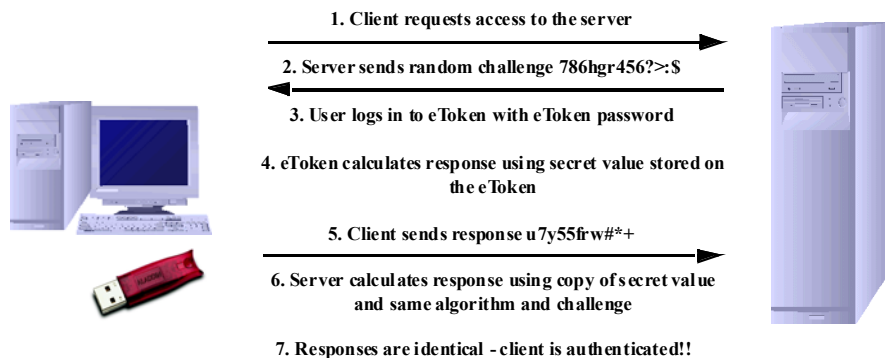 1. Client requests access to the server
2. Server sends random challenge 786hgr456?>:$
3. User logs in to eToken with eToken password
4. eToken calculates response using secret value stored on
the eToken
5. Client sends response u7y55frw#*+
6. Server calculates response using copy of secret value
and same algorithm and challenge
7. Responses are identical - client is authenticated!!
ALADDIN